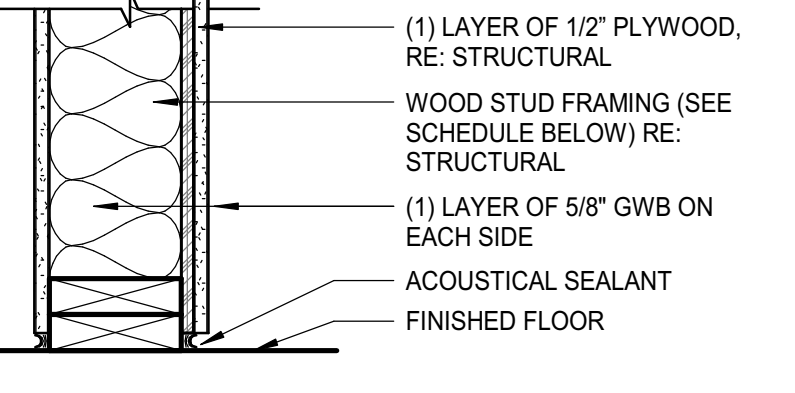 (1) LAYER OF 1/2” PLYWOOD,
RE: STRUCTURAL
WOOD STUD FRAMING (SEE
SCHEDULE BELOW) RE:
STRUCTURAL
(1) LAYER OF 5/8" GWB ON
EACH SIDE
ACOUSTICAL SEALANT
FINISHED FLOOR